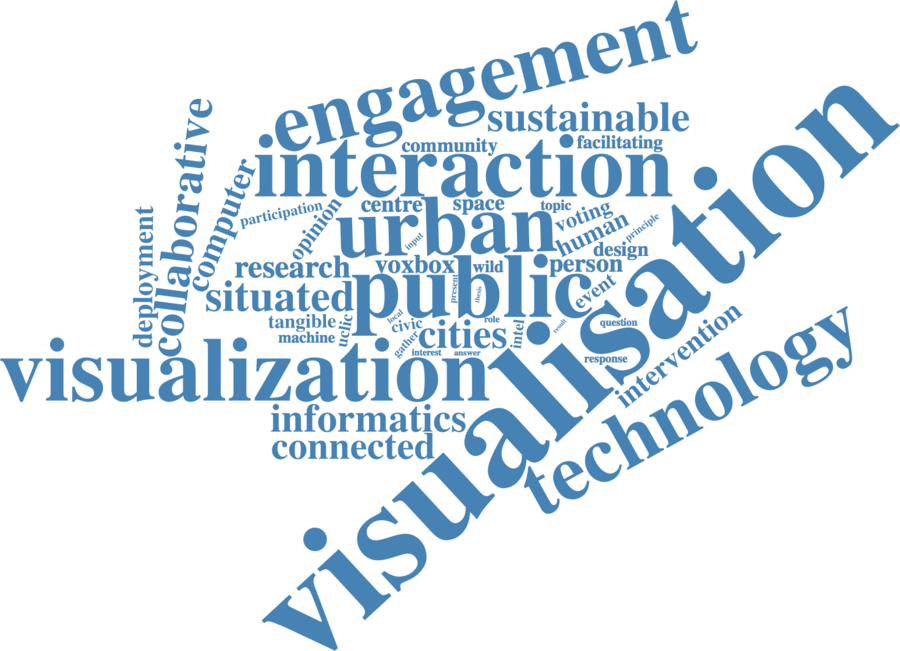 engagement
sustainable
community
facilitating
interaction
collaborative
computer
participation
opinion
centre
space
topic
voting
urban
human
principle
input
design
deployment
research
voxbox
wild
person
situated
public
present
thesis
event
tangible
uclic
local
civic
role
cities
intel
result
question
machine
gather
interest
answer
response
visualization
visualisation
intervention
technology
informatics
connected